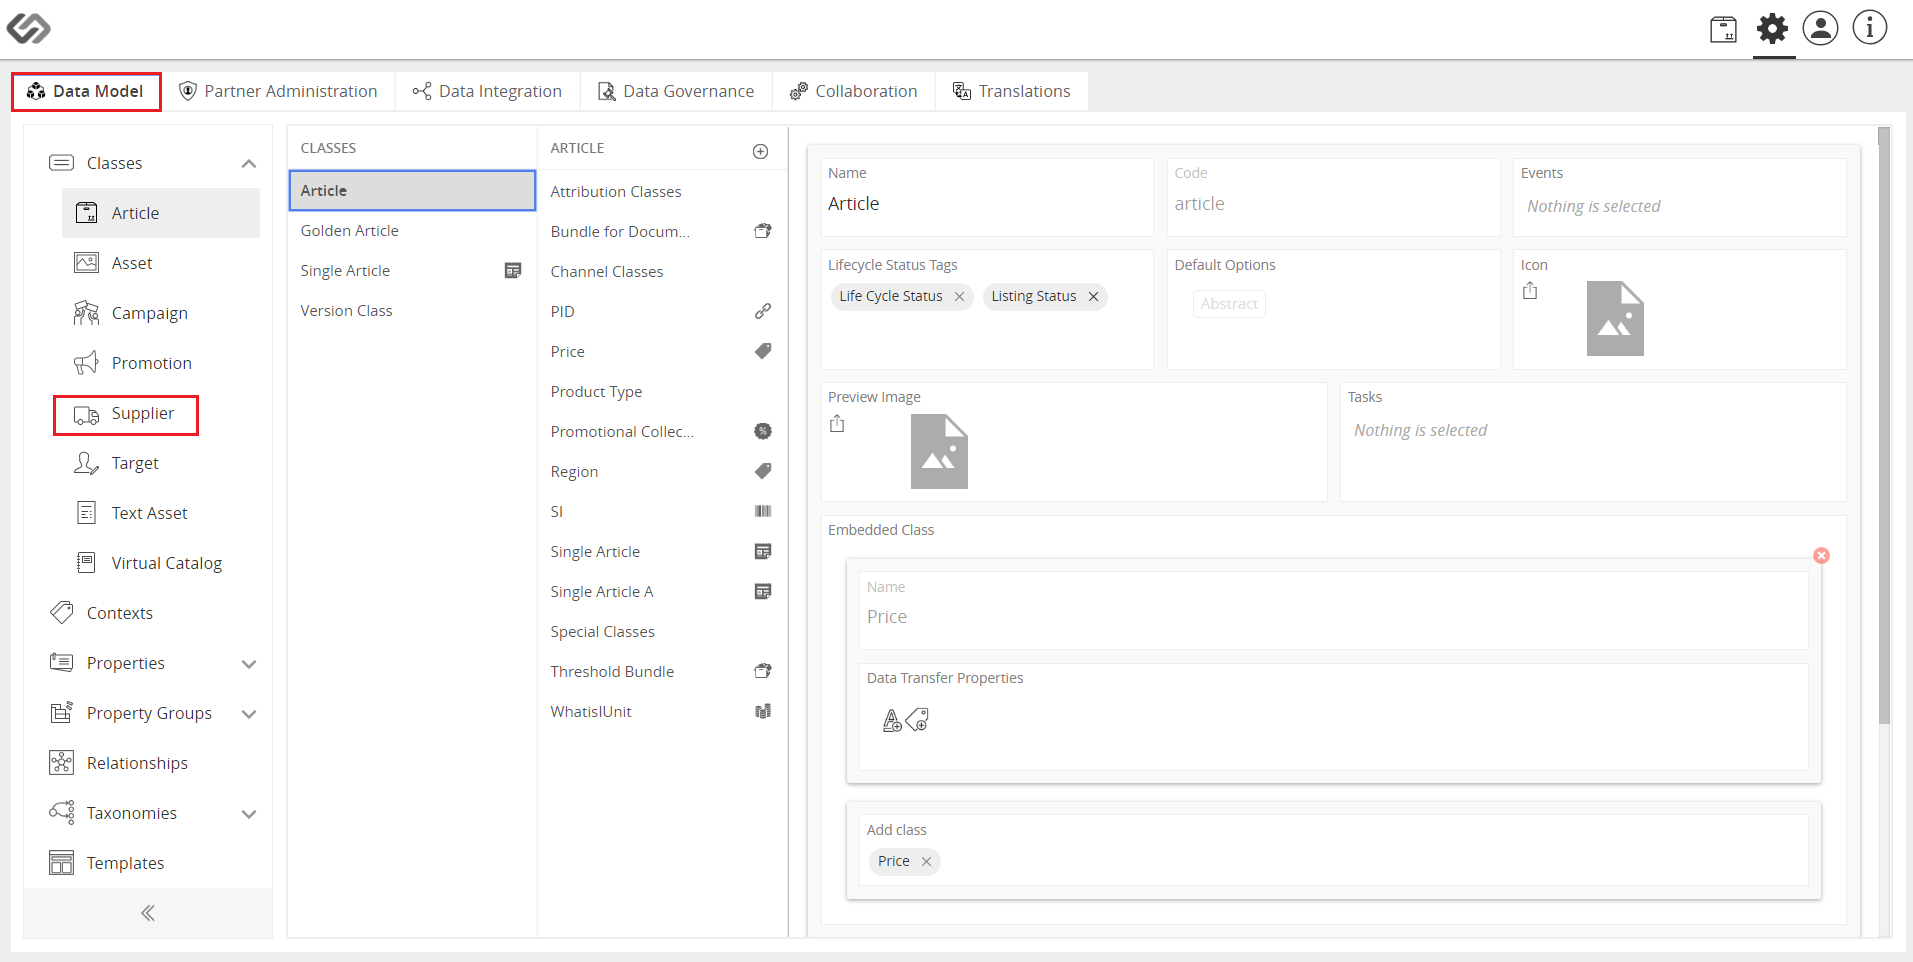 Data Model
Partner Administration
Data Integration
Data Governance
Collaboration
Translations
Classes
Article
Asset
Campaign
Promotion
Supplier
Target
Text Asset
Virtual Catalog
Contexts
Properties
Property Groups
Relationships
Taxonomies
Templates
CLASSES
Article
Golden Article
Single Article
Version Class
ARTICLE
Attribution Classes
Bundle for Docum...
Channel Classes
PID
Price
Product Type
Promotional Collec...
Region
SI
Single Article
Single Article A
Special Classes
Threshold Bundle
WhatisIUnit
Name
Article
Code
article
Events
Nothing is selected
Lifecycle Status Tags
Life Cycle Status
Listing Status
Default Options
Abstract
Icon
Preview Image
Tasks
Nothing is selected
Embedded Class
Name
Price
Data Transfer Properties
Add class
Price